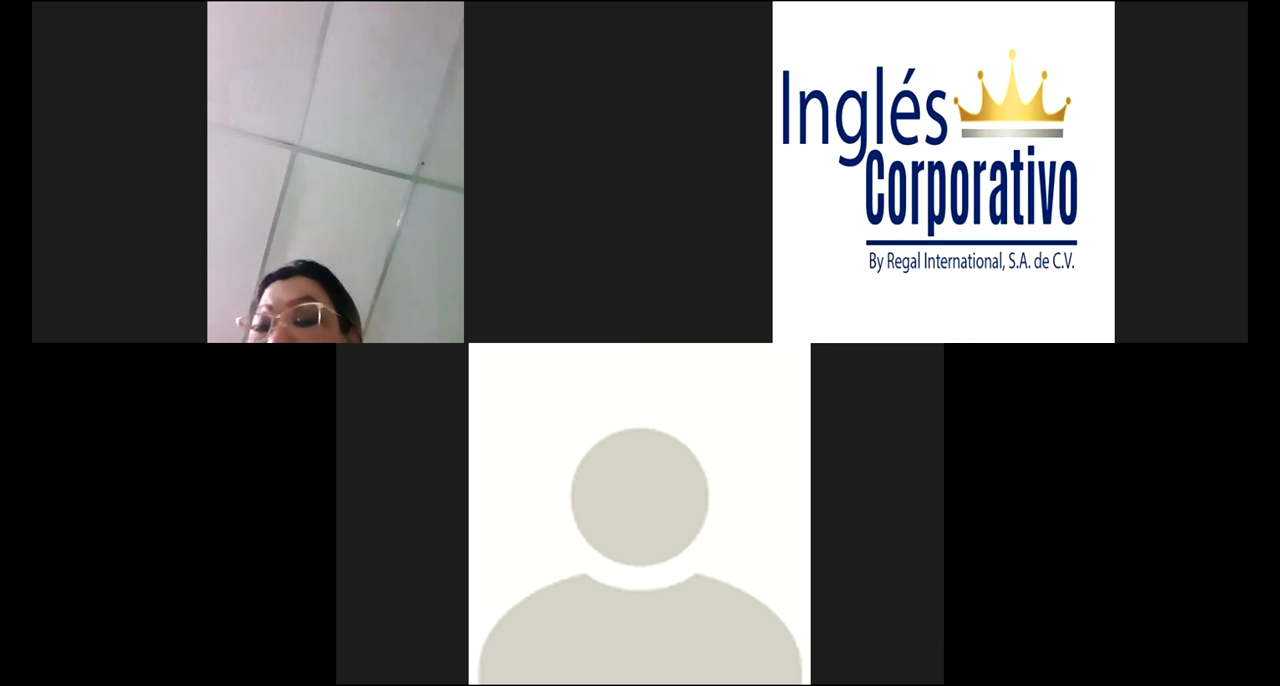 Inglés
Corporativo
By Regal International, S.A. de C.V.